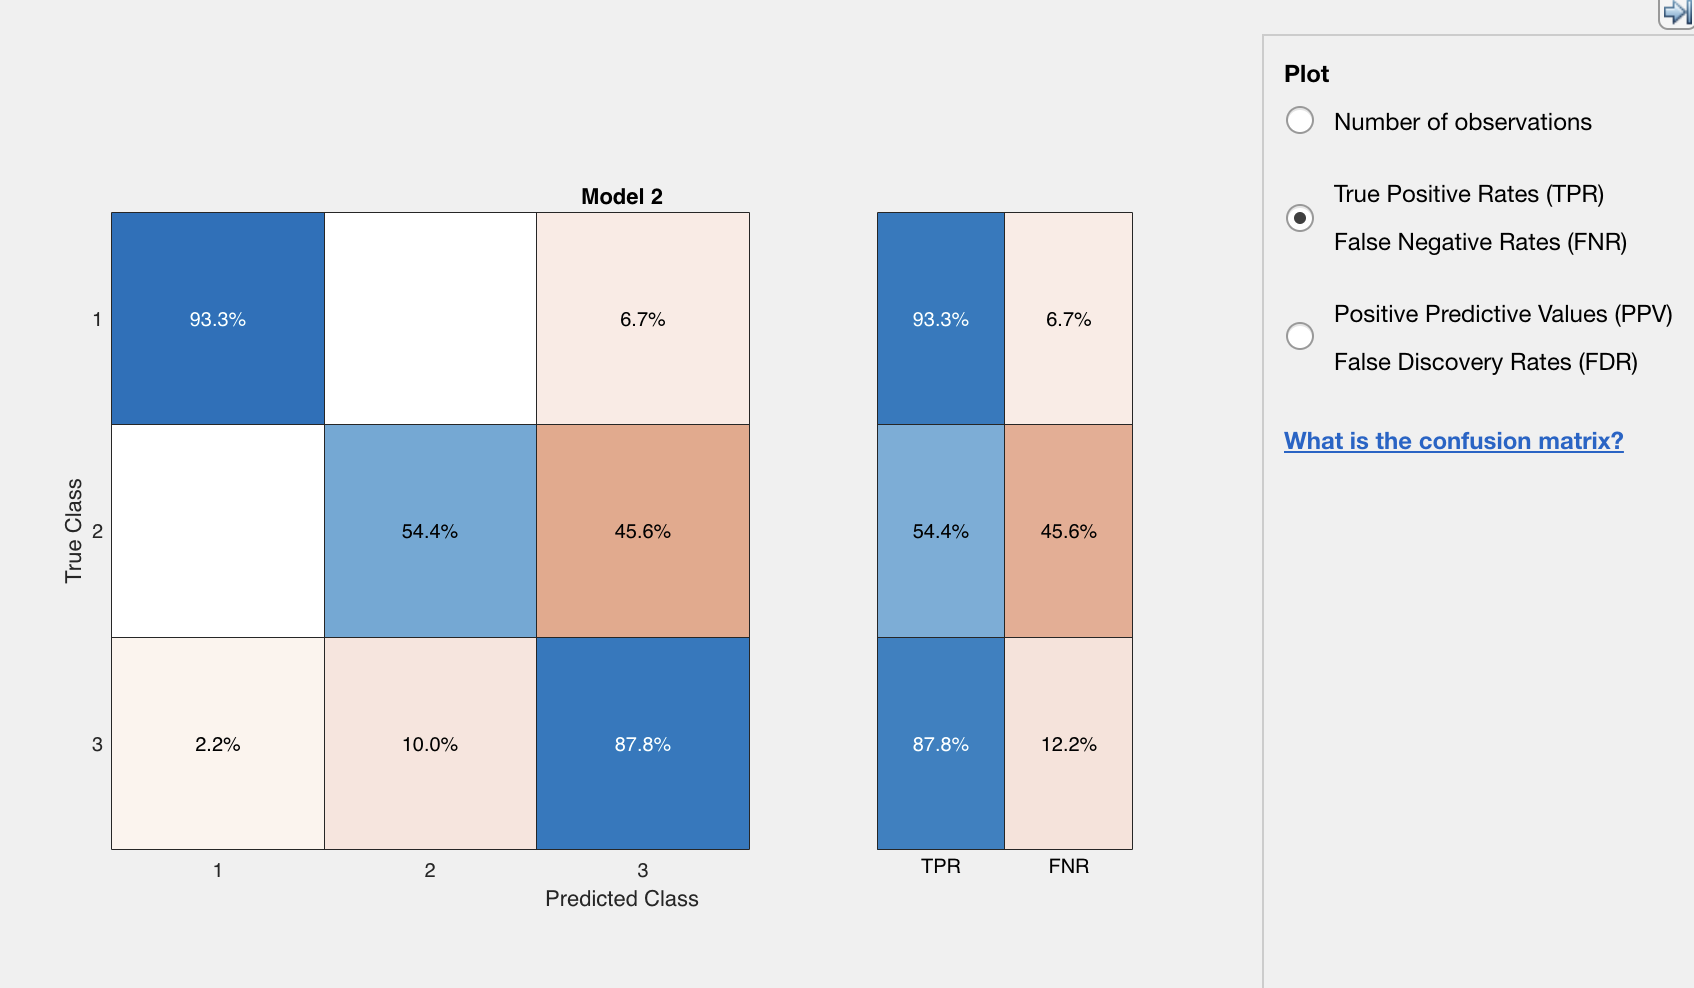 Model 2
1
93.3%
6.7%
93.3%
6.7%
True Class
2
54.4%
45.6%
54.4%
45.6%
3
2.2%
10.0%
87.8%
87.8%
12.2%
1
2
3
TPR
FNR
Predicted Class
Plot
Number of observations
True Positive Rates (TPR)
False Negative Rates (FNR)
Positive Predictive Values (PPV)
False Discovery Rates (FDR)
What is the confusion matrix?